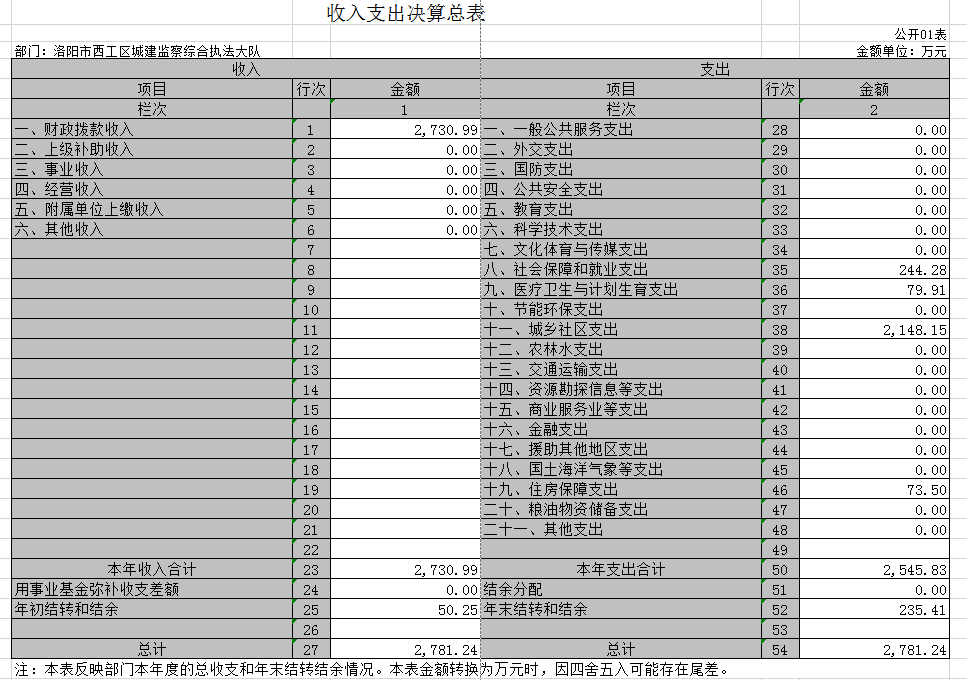 收入支出决算总表
公开01表
部门：洛阳市西工区城建监察综合执法大队 金额单位：万元
收入 支出
项目 行次 金额 项目 行次 金额
栏次 1 栏次 2
一、财政拨款收入 1 2,730.99 一、一般公共服务支出 28 0.00
二、上级补助收入 2 0.00 二、外交支出 29 0.00
三、事业收入 3 0.00 三、国防支出 30 0.00
四、经营收入 4 0.00 四、公共安全支出 31 0.00
五、附属单位上缴收入 5 0.00 五、教育支出 32 0.00
六、其他收入 6 0.00 六、科学技术支出 33 0.00
7 七、文化体育与传媒支出 34 0.00
8 八、社会保障和就业支出 35 244.28
9 九、医疗卫生与计划生育支出 36 79.91
10 十、节能环保支出 37 0.00
11 十一、城乡社区支出 38 2,148.15
12 十二、农林水支出 39 0.00
13 十三、交通运输支出 40 0.00
14 十四、资源勘探信息等支出 41 0.00
15 十五、商业服务业等支出 42 0.00
16 十六、金融支出 43 0.00
17 十七、援助其他地区支出 44 0.00
18 十八、国土海洋气象等支出 45 0.00
19 十九、住房保障支出 46 73.50
20 二十、粮油物资储备支出 47 0.00
21 二十一、其他支出 48 0.00
22 49
本年收入合计 23 2,730.99 本年支出合计 50 2,545.83
用事业基金弥补收支差额 24 0.00 结余分配 51 0.00
年初结转和结余 25 50.25 年末结转和结余 52 235.41
26 53
总计 27 2,781.24 总计 54 2,781.24
注：本表反映部门本年度的总收支和年末结转结余情况。本表金额转换为万元时，因四舍五入可能存在尾差。